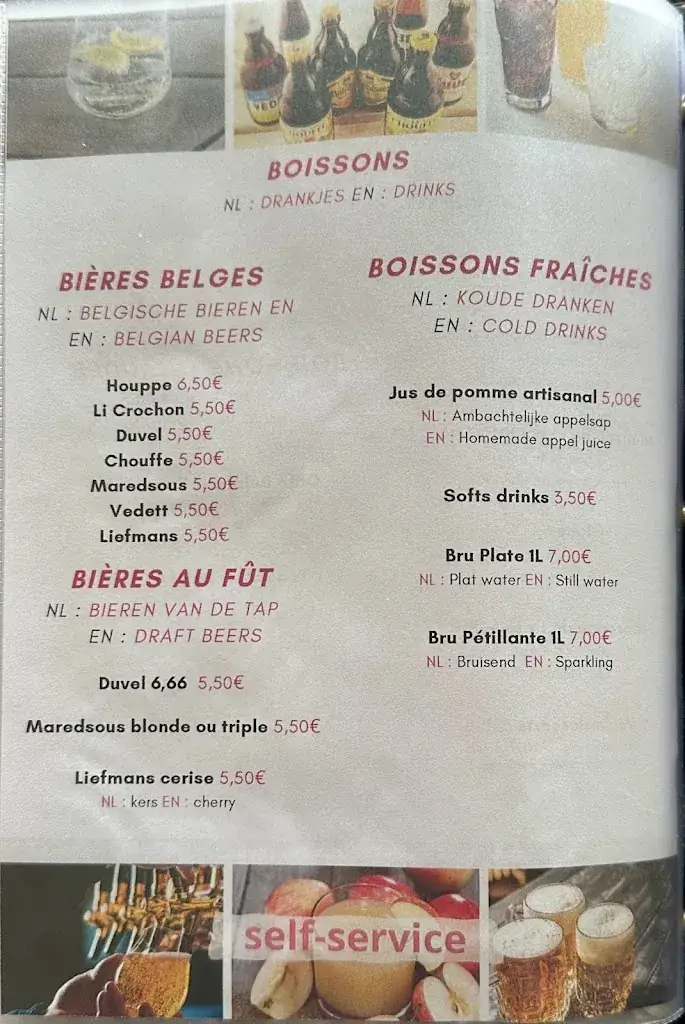 BOISSONS
NL : DRANKJES EN : DRINKS
BIÈRES BELGES
NL : BELGISCHE BIEREN EN
EN : BELGIAN BEERS
Houppe 6,50€
Li Crochon 5,50€
Duvel 5,50€
Chouffe 5,50€
Maredsous 5,50€
Vedett 5,50€
Liefmans 5,50€
BIÈRES AU FÛT
NL : BIEREN VAN DE TAP
EN : DRAFT BEERS
Duvel 6,66 5,50€
Maredsous blonde ou triple 5,50€
Liefmans cerise 5,50€
NL : kers EN : cherry
BOISSONS FRAÎCHES
NL : KOUDE DRANKEN
EN : COLD DRINKS
Jus de pomme artisanal 5,00€
NL : Ambachtelijke appelsap
EN : Homemade appel juice
Softs drinks 3,50€
Bru Plate 1L 7,00€
NL : Plat water EN : Still water
Bru Pétillante 1L 7,00€
NL : Bruisend EN : Sparkling
self-service